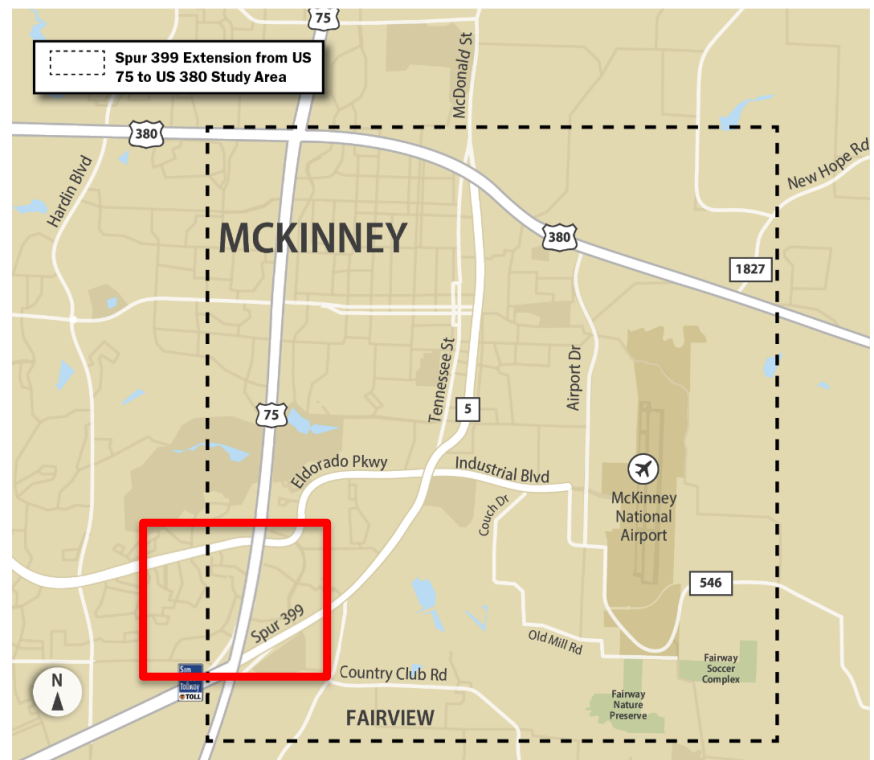 75
Spur 399 Extension from US
75 to US 380 Study Area
McDonald St
380
Hardin Blvd
New Hope Rd
MCKINNEY
380
1827
Tennessee St
Airport Dr
75
5
Eldorado Pkwy
Industrial Blvd
Couch Dr
McKinney
National
Airport
546
Spur 399
Old Mill Rd
Sam
Tollway
TOLL
N
Country Club Rd
Fairway
Soccer
Complex
Fairway
Nature
Preserve
FAIRVIEW